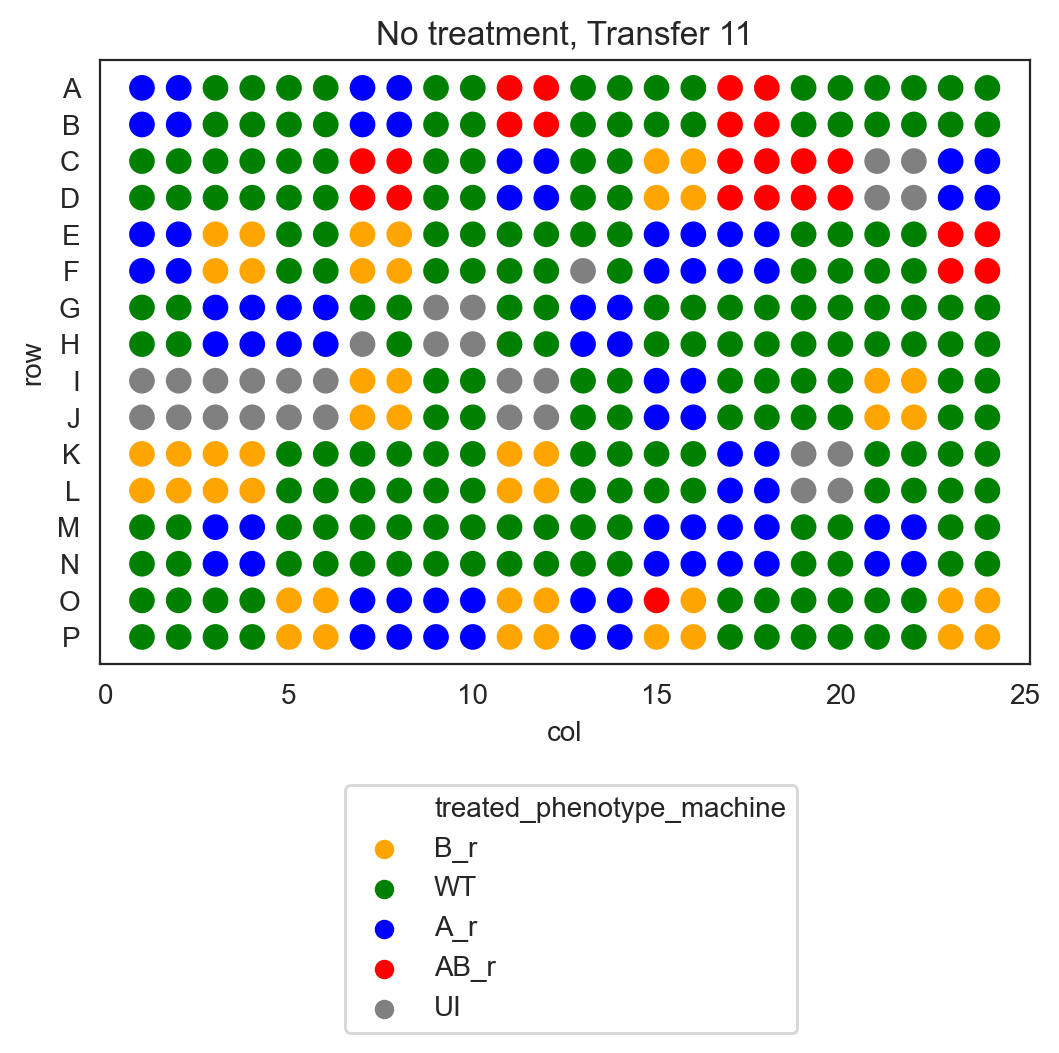 No treatment, Transfer 11
A
B
C
D
E
F
G
H
I
J
K
L
M
N
O
P
row
0 5 10 15 20 25
col
treated_phenotype_machine
B_r
WT
A_r
AB_r
UI